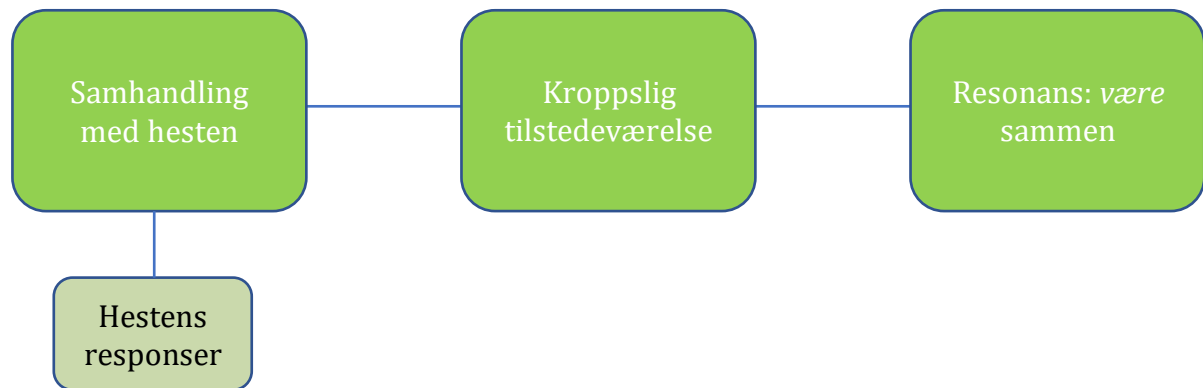 Samhandling
med hesten
Kroppslig
tilstedeværelse
Resonans: være
sammen
Hestens
responser